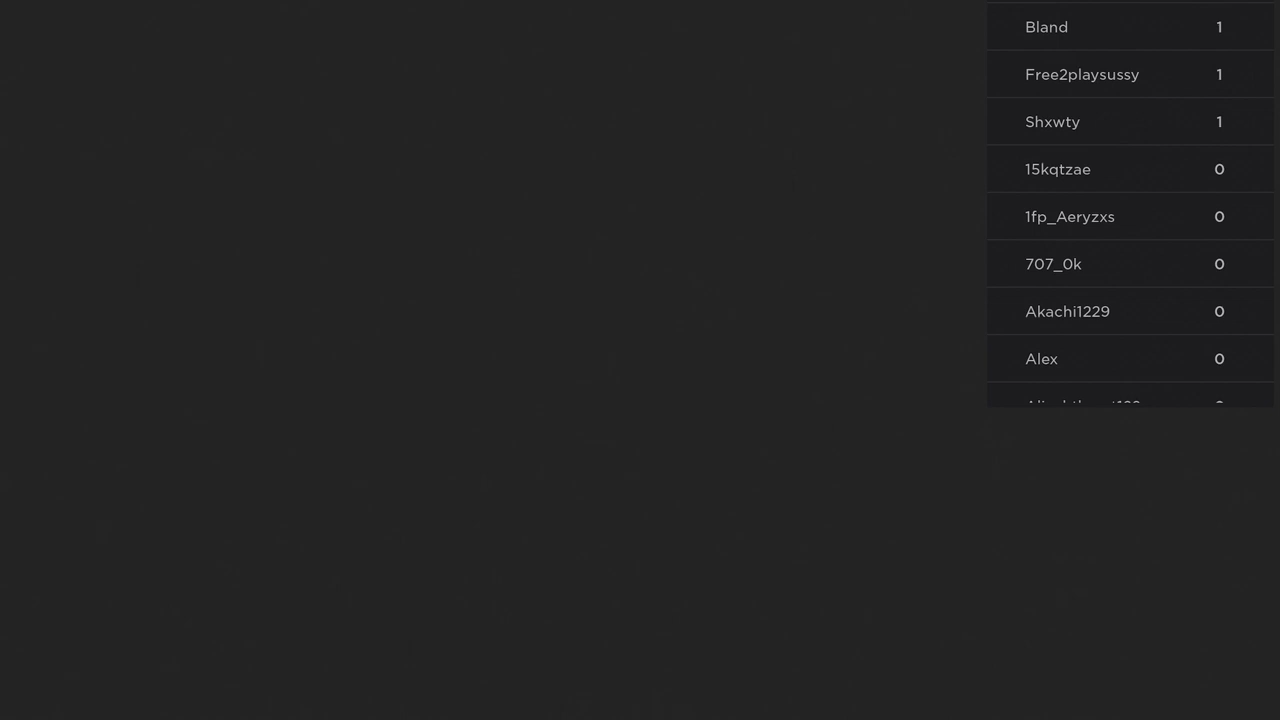 Bland 1
Free2playsussy 1
Shxwty 1
15kqtzae 0
1fp_Aeryzxs 0
707_0k 0
Akachi1229 0
Alex 0